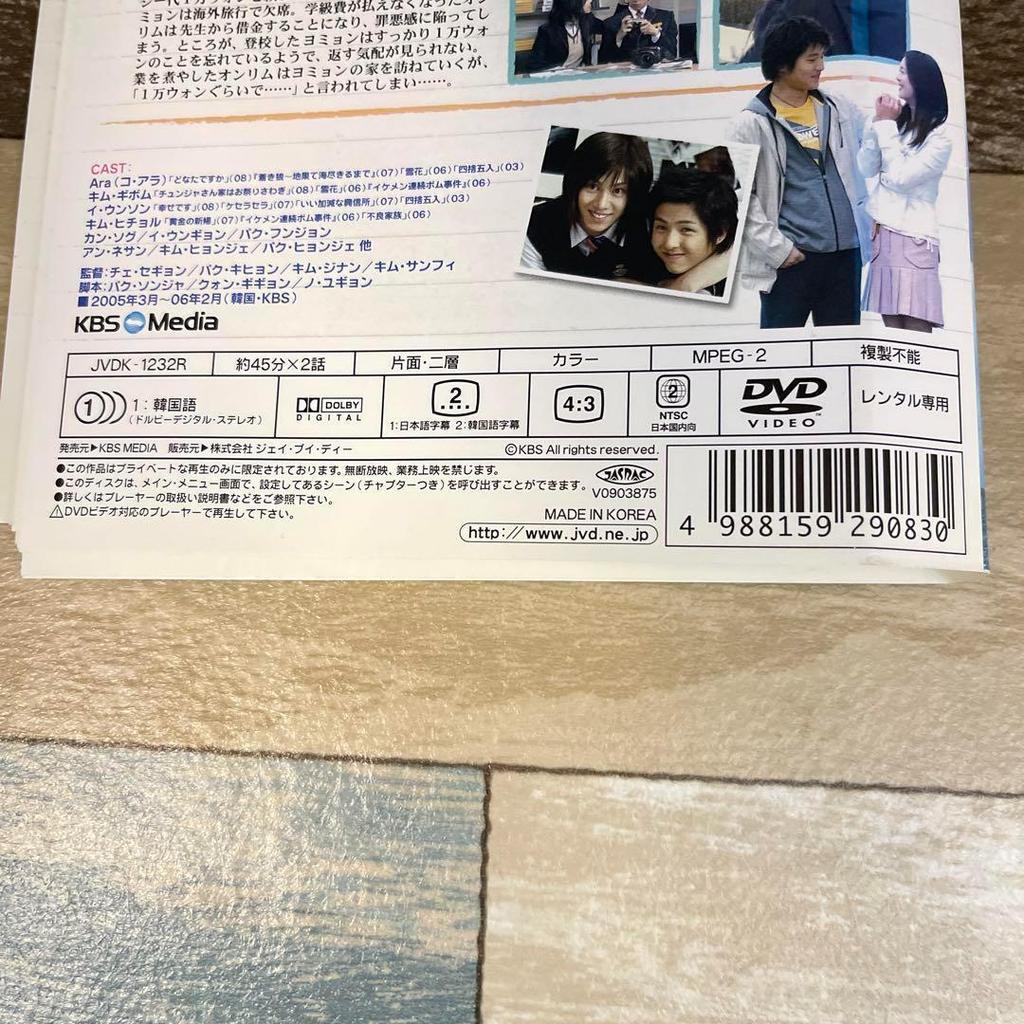 ミョンは海外旅行で欠席。学級費が払えなくなったオン
リムは先生から借金することになり、罪悪感に陥ってし
まう。ところが、登校したヨミョンはすっかり1万ウォ
ンのことを忘れているようで、返す気配が見られない。
業を煮やしたオンリムはヨミョンの家を訪ねていくが、
「1万ウォンぐらいで……」と言われてしまい……。
CAST:
Ara(コ・アラ)「どなたですか」(08)『蒼き狼〜地果て海尽きるまで』(07)「雪花」(06)「四捨五入」(03)
キム・ギボム「チュンジャさん家はお祭りさわぎ」(08)「雪花」(06)『イケメン連続ボム事件』(06)
イ・ウンソン「幸せです」(08)「ケセラセラ」(07)「いい加減な興信所」(07)「四捨五入」(03)
キム・ヒチョル「黄金の新婦」(07)『イケメン連続ボム事件』(06)「不良家族」(06)
カン・ソグ/イ・ウンギョン/パク・フンジョン
アン・ネサン/キム・ヒョンジェ/パク・ヒョンジェ 他
監督:チェ・セギョン/パク・キヒョン/キム・ジナン/キム・サンフィ
脚本:パク・ソンジャ/クォン・ギギョン/ノ・ユギョン
■2005年3月〜06年2月(韓国・KBS)
KBS Media
JVDK-1232R 約45分×2話 片面・二層 カラー MPEG-2 複製不能
1 1:韓国語 (ドルビーデジタル・ステレオ) DOLBY DIGITAL 2 1:日本語字幕 2:韓国語字幕 4:3 2 NTSC 日本国内向 DVD VIDEO レンタル専用
発売元▶KBS MEDIA 販売元▶株式会社 ジェイ・ブイ・ディー ©KBS All rights reserved.
●この作品はプライベートな再生のみに限定されております。無断放映、業務上映を禁じます。
●このディスクは、メイン・メニュー画面で、設定してあるシーン(チャプターつき)を呼び出すことができます。
●詳しくはプレーヤーの取扱い説明書などをご参照下さい。
⚠DVDビデオ対応のプレーヤーで再生して下さい。
JASRAC
V0903875
MADE IN KOREA
http://www.jvd.ne.jp
4 988159 290830